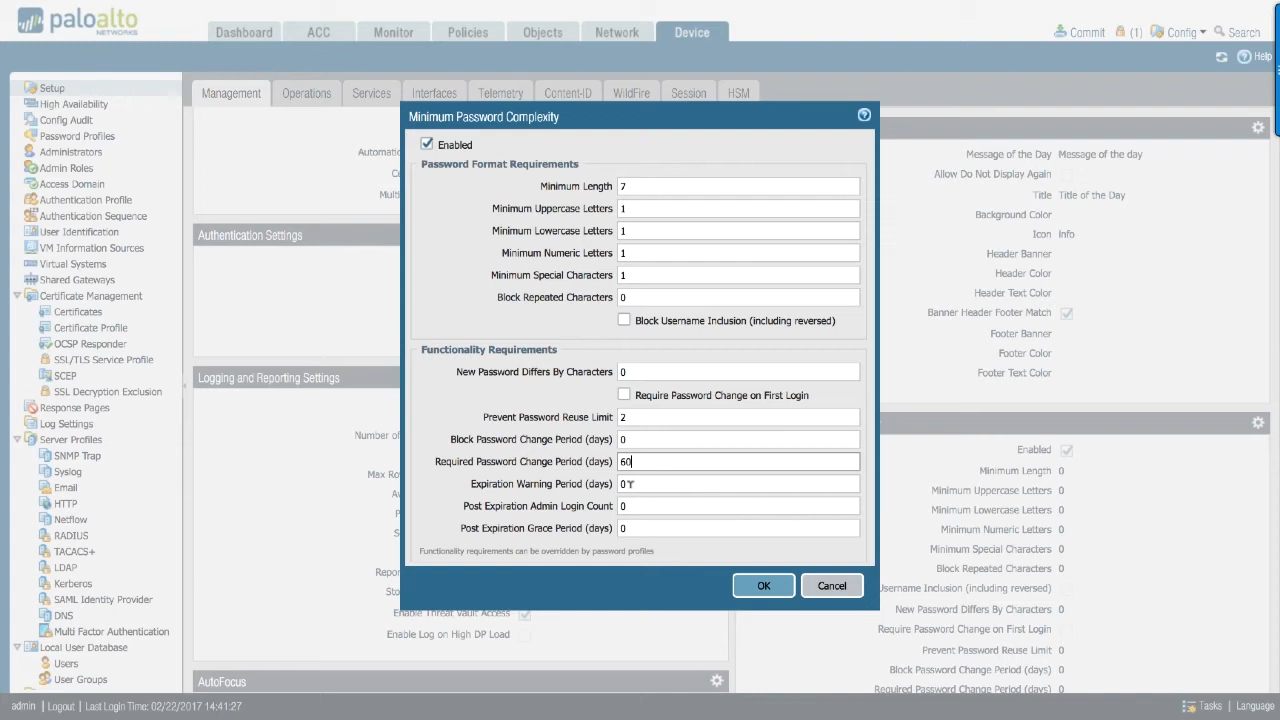 paloalto
NETWORKS
Dashboard
ACC
Monitor
Policies
Objects
Network
Device
Commit
(1)
Config
Search
Help
Setup
High Availability
Config Audit
Password Profiles
Administrators
Admin Roles
Access Domain
Authentication Profile
Authentication Sequence
User Identification
VM Information Sources
Virtual Systems
Shared Gateways
Certificate Management
Certificates
Certificate Profile
OCSP Responder
SSL/TLS Service Profile
SCEP
SSL Decryption Exclusion
Response Pages
Log Settings
Server Profiles
SNMP Trap
Syslog
Email
HTTP
Netflow
RADIUS
TACACS+
LDAP
Kerberos
SAML Identity Provider
DNS
Multi Factor Authentication
Local User Database
Users
User Groups
Management
Operations
Services
Interfaces
Telemetry
Content-ID
WildFire
Session
HSM
Automatic
Ce
Multi
Authentication Settings
Logging and Reporting Settings
Number of
Max Row
Av
Se
Repor
Sto
Enable Threat Vault Access
Enable Log on High DP Load
AutoFocus
Minimum Password Complexity
Enabled
Password Format Requirements
Minimum Length 7
Minimum Uppercase Letters 1
Minimum Lowercase Letters 1
Minimum Numeric Letters 1
Minimum Special Characters 1
Block Repeated Characters 0
Block Username Inclusion (including reversed)
Functionality Requirements
New Password Differs By Characters 0
Require Password Change on First Login
Prevent Password Reuse Limit 2
Block Password Change Period (days) 0
Required Password Change Period (days) 60
Expiration Warning Period (days) 0
Post Expiration Admin Login Count 0
Post Expiration Grace Period (days) 0
Functionality requirements can be overridden by password profiles
OK
Cancel
Message of the Day Message of the day
Allow Do Not Display Again
Title Title of the Day
Background Color
Icon Info
Header Banner
Header Color
Header Text Color
Banner Header Footer Match
Footer Banner
Footer Color
Footer Text Color
Enabled
Minimum Length 0
Minimum Uppercase Letters 0
Minimum Lowercase Letters 0
Minimum Numeric Letters 0
Minimum Special Characters 0
Block Repeated Characters 0
Username Inclusion (including reversed)
New Password Differs By Characters 0
Require Password Change on First Login
Prevent Password Reuse Limit 0
Block Password Change Period (days) 0
Required Password Change Period (days) 0
admin | Logout | Last Login Time: 02/22/2017 14:41:27
Tasks | Language